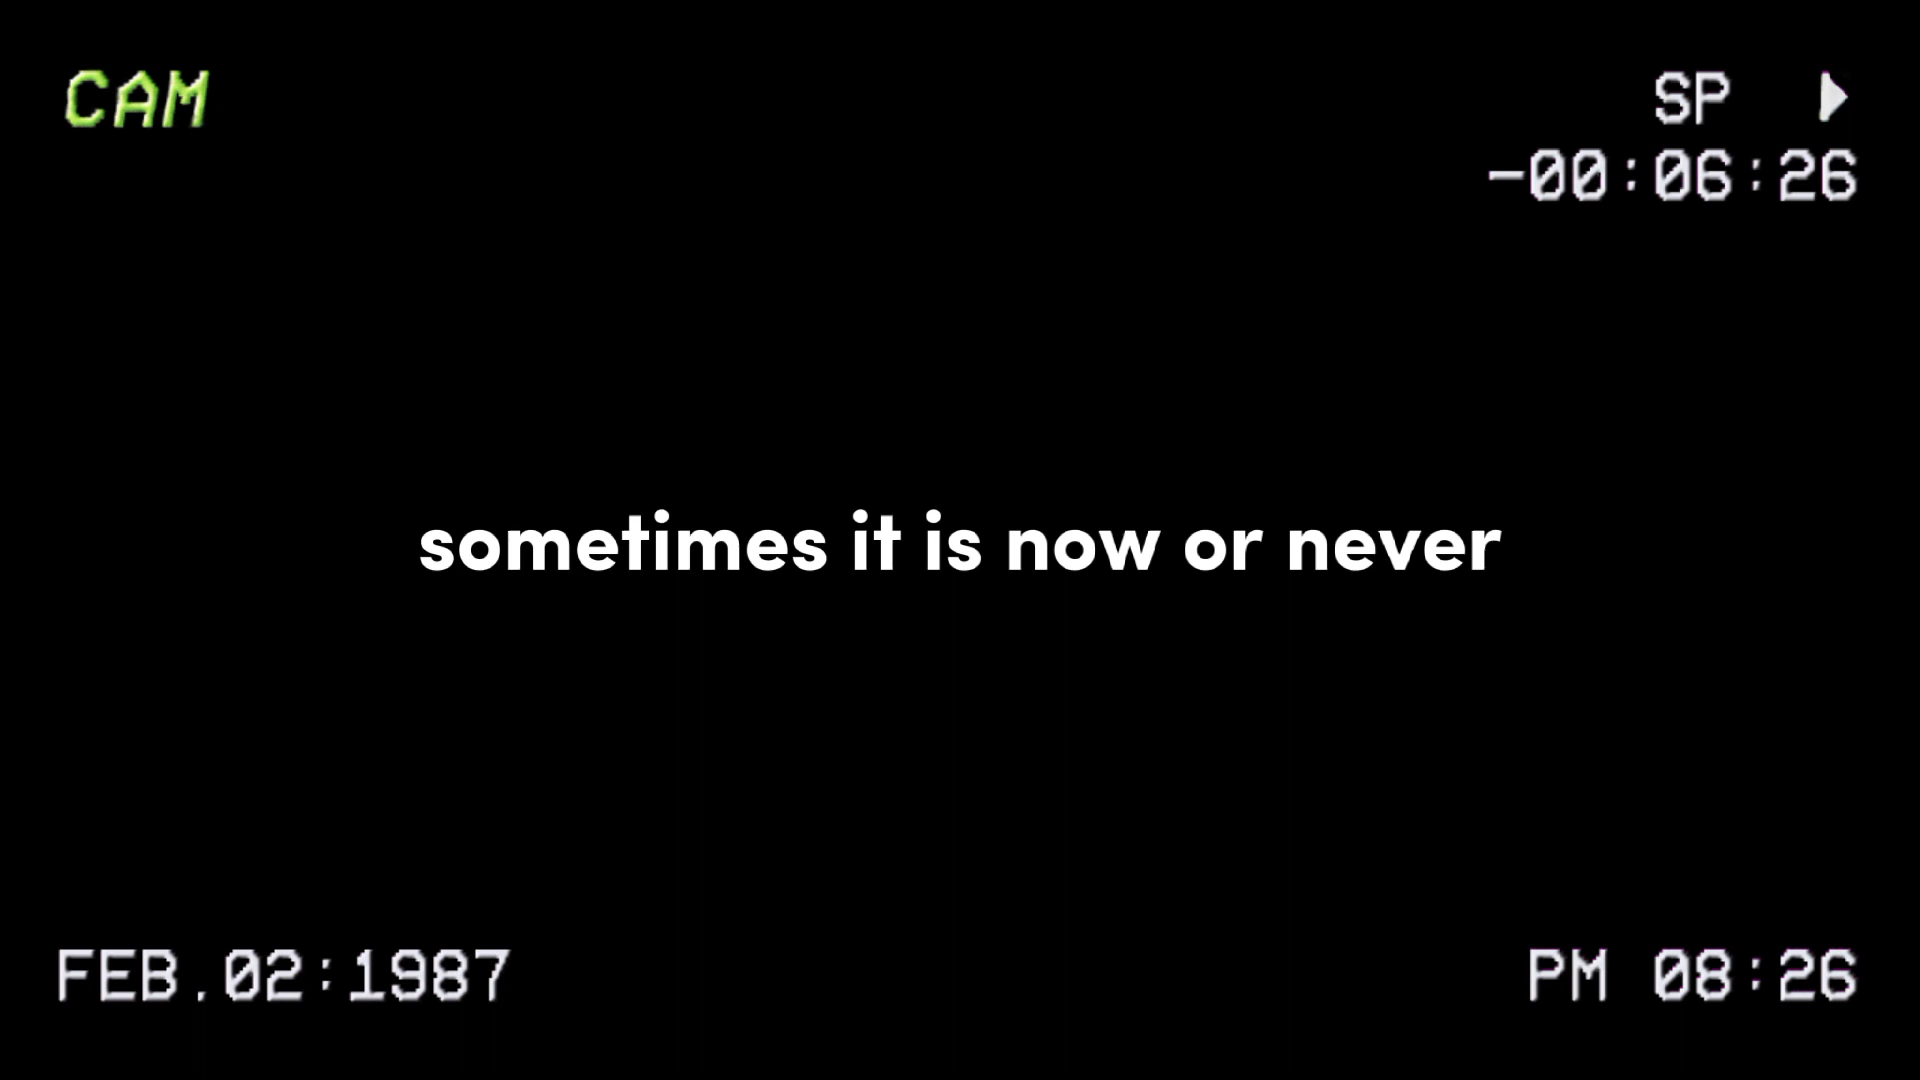 CAM
SP
-00:06:26
sometimes it is now or never
FEB.02:1987
PM 08:26